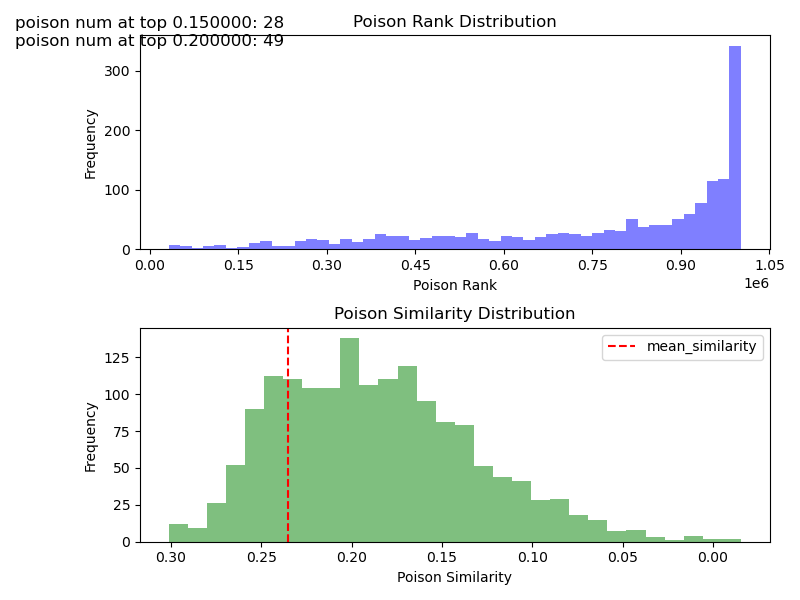 poison num at top 0.150000: 28
poison num at top 0.200000: 49
Poison Rank Distribution
Frequency
300
200
100
0
0.00 0.15 0.30 0.45 0.60 0.75 0.90 1.05
1e6
Poison Rank
Poison Similarity Distribution
mean_similarity
Frequency
125
100
75
50
25
0
0.30 0.25 0.20 0.15 0.10 0.05 0.00
Poison Similarity